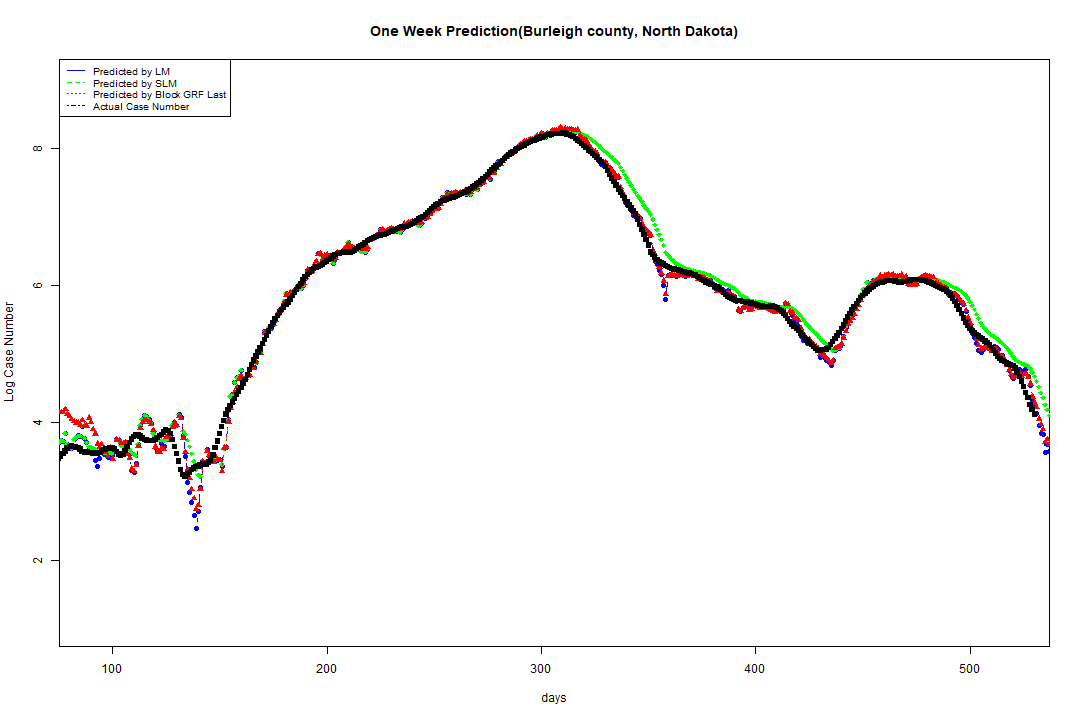 One Week Prediction(Burleigh county, North Dakota)
Predicted by LM
Predicted by SLM
Predicted by Block GRF Last
Actual Case Number
Log Case Number
8
6
4
2
100 200 300 400 500
days